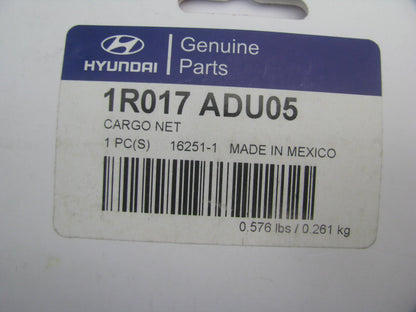 HYUNDAI
Genuine
Parts
1R017 ADU05
CARGO NET
1 PC(S) 16251-1 MADE IN MEXICO
0.576 lbs / 0.261 kg